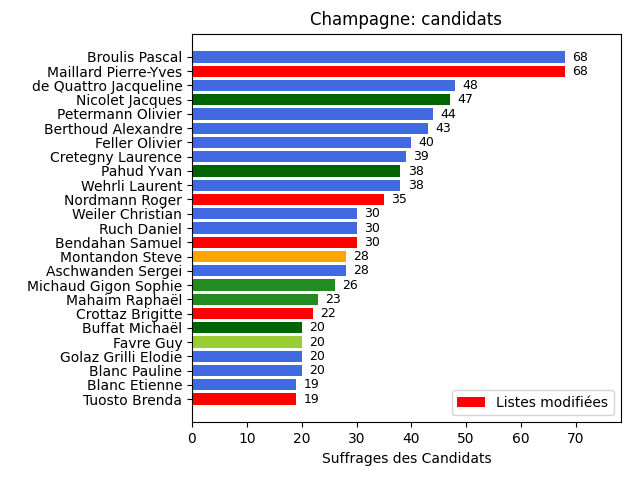 Champagne: candidats
Broulis Pascal 68
Maillard Pierre-Yves 68
de Quattro Jacqueline 48
Nicolet Jacques 47
Petermann Olivier 44
Berthoud Alexandre 43
Feller Olivier 40
Cretegny Laurence 39
Pahud Yvan 38
Wehrli Laurent 38
Nordmann Roger 35
Weiler Christian 30
Ruch Daniel 30
Bendahan Samuel 30
Montandon Steve 28
Aschwanden Sergei 28
Michaud Gigon Sophie 26
Mahaim Raphaël 23
Crottaz Brigitte 22
Buffat Michaël 20
Favre Guy 20
Golaz Grilli Elodie 20
Blanc Pauline 20
Blanc Etienne 19
Tuosto Brenda 19
Listes modifiées
0 10 20 30 40 50 60 70
Suffrages des Candidats